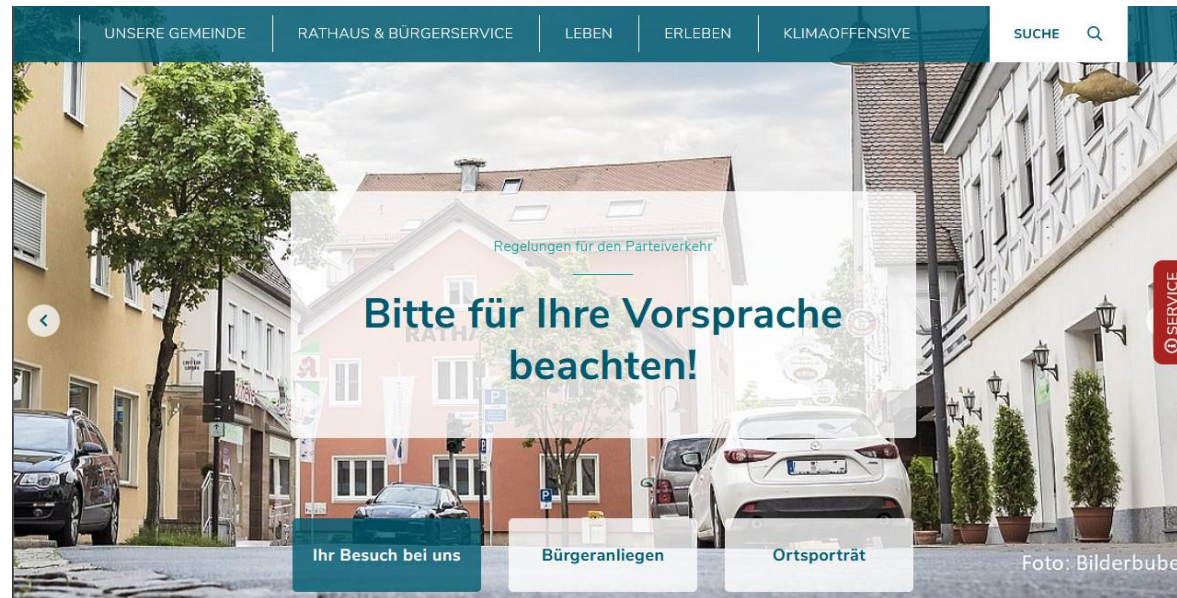 UNSERE GEMEINDE
RATHAUS & BÜRGERSERVICE
LEBEN
ERLEBEN
KLIMAOFFENSIVE
SUCHE
Regelungen für den Parteiverkehr
Bitte für Ihre Vorsprache
beachten!
SERVICE
Ihr Besuch bei uns
Bürgeranliegen
Ortsporträt
Foto: Bilderbube